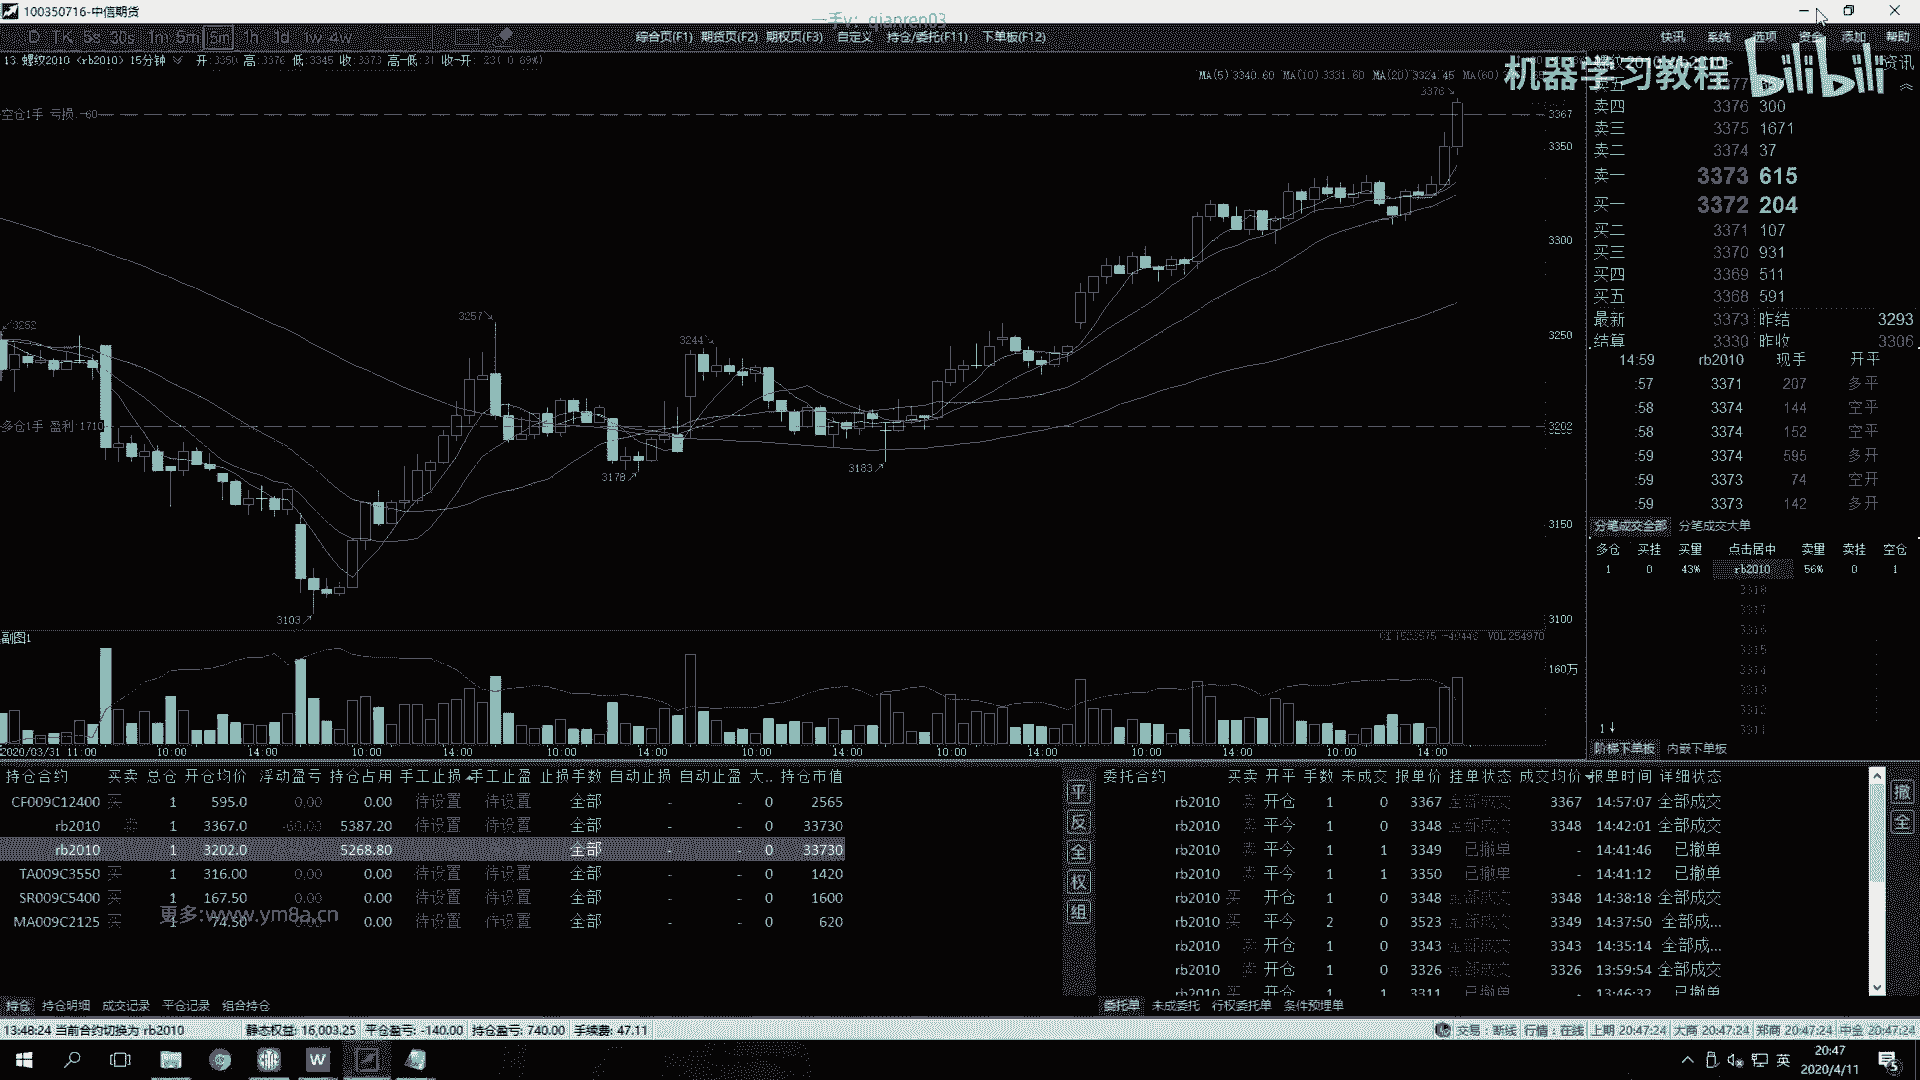 100350716-中信期货
一手v: qianren03
D TK 5s 30s 1m 5m 5m 1h 1d 1w 4w
综合页(F1) 期货页(F2) 期权页(F3) 自定义 持仓/委托(F11) 下单板(F12)
快讯 系统 选项 资金 添加 帮助
13. 螺纹2010 <rb2010> 15分钟 开:3350 高:3376 低:3345 收:3373 高-低:31 收-开: 23( 0.69%)
机器学习教程 bilibili
资讯
MA(5) 3340.60 MA(10) 3331.60 MA(20) 3324.45 MA(60)
3376
空仓1手 亏损:-60
3367
3350
3300
3257
3252
3250
3244
多仓1手 盈利:1710
3202
3183
3178
3150
3103
3100
卖五 3377
卖四 3376 300
卖三 3375 1671
卖二 3374 37
卖一 3373 615
买一 3372 204
买二 3371 107
买三 3370 931
买四 3369 511
买五 3368 591
最新 3373 昨结 3293
结算 3330 昨收 3306
14:59 rb2010 现手 开平
:57 3371 207 多平
:58 3374 144 空平
:58 3374 152 空平
:59 3374 595 多开
:59 3373 74 空开
:59 3373 142 多开
分笔成交全部 分笔成交大单
多仓 买挂 买量 点击居中 卖量 卖挂 空仓
1 0 43% rb2010 56% 0 1
3318
3317
3316
3315
3314
3313
3312
3311
1↓
阶梯下单板 内嵌下单板
副图1
VOL 254970
160万
2020/03/31 11:00 10:00 14:00 10:00 14:00 10:00 14:00 10:00 14:00 10:00 14:00 10:00 14:00 10:00 14:00
持仓合约 买卖 总仓 开仓均价 浮动盈亏 持仓占用 手工止损 手工止盈 止损手数 自动止损 自动止盈 大.. 持仓市值
CF009C12400 买 1 595.0 0.00 0.00 待设置 待设置 全部 - - 0 2565
rb2010 卖 1 3367.0 -60.00 5387.20 待设置 待设置 全部 - - 0 33730
rb2010 1 3202.0 5268.80 全部 - - 0 33730
TA009C3550 买 1 316.00 0.00 0.00 待设置 待设置 全部 - - 0 1420
SR009C5400 买 1 167.50 0.00 0.00 待设置 待设置 全部 - - 0 1600
MA009C2125 买 1 74.50 0.00 0.00 待设置 待设置 全部 - - 0 620
更多:www.ym8a.cn
平
反
全
权
组
委托合约 买卖 开平 手数 未成交 报单价 挂单状态 成交均价 报单时间 详细状态
rb2010 卖 开仓 1 0 3367 全部成交 3367 14:57:07 全部成交
rb2010 卖 平今 1 0 3348 全部成交 3348 14:42:01 全部成交
rb2010 卖 平今 1 1 3349 已撤单 - 14:41:46 已撤单
rb2010 卖 平今 1 1 3350 已撤单 - 14:41:12 已撤单
rb2010 买 开仓 1 0 3348 全部成交 3348 14:38:18 全部成交
rb2010 买 平今 2 0 3523 全部成交 3349 14:37:50 全部成...
rb2010 卖 开仓 1 0 3343 全部成交 3343 14:35:14 全部成...
rb2010 卖 开仓 1 0 3326 全部成交 3326 13:59:54 全部成交
rb2010 买 开仓 1 1 3311 已撤单 - 13:46:32 已撤单
撤
全
持仓 持仓明细 成交记录 平仓记录 组合持仓
委托单 未成委托 行权委托单 条件预埋单
13:48:24 当前合约切换为 rb2010 静态权益: 16,003.25 平仓盈亏: -140.00 持仓盈亏: 740.00 手续费: 47.11
交易：断线 行情：在线 上期 20:47:24 大商 20:47:24 郑商 20:47:24 中金 20:47:24
英
20:47
2020/4/11
5